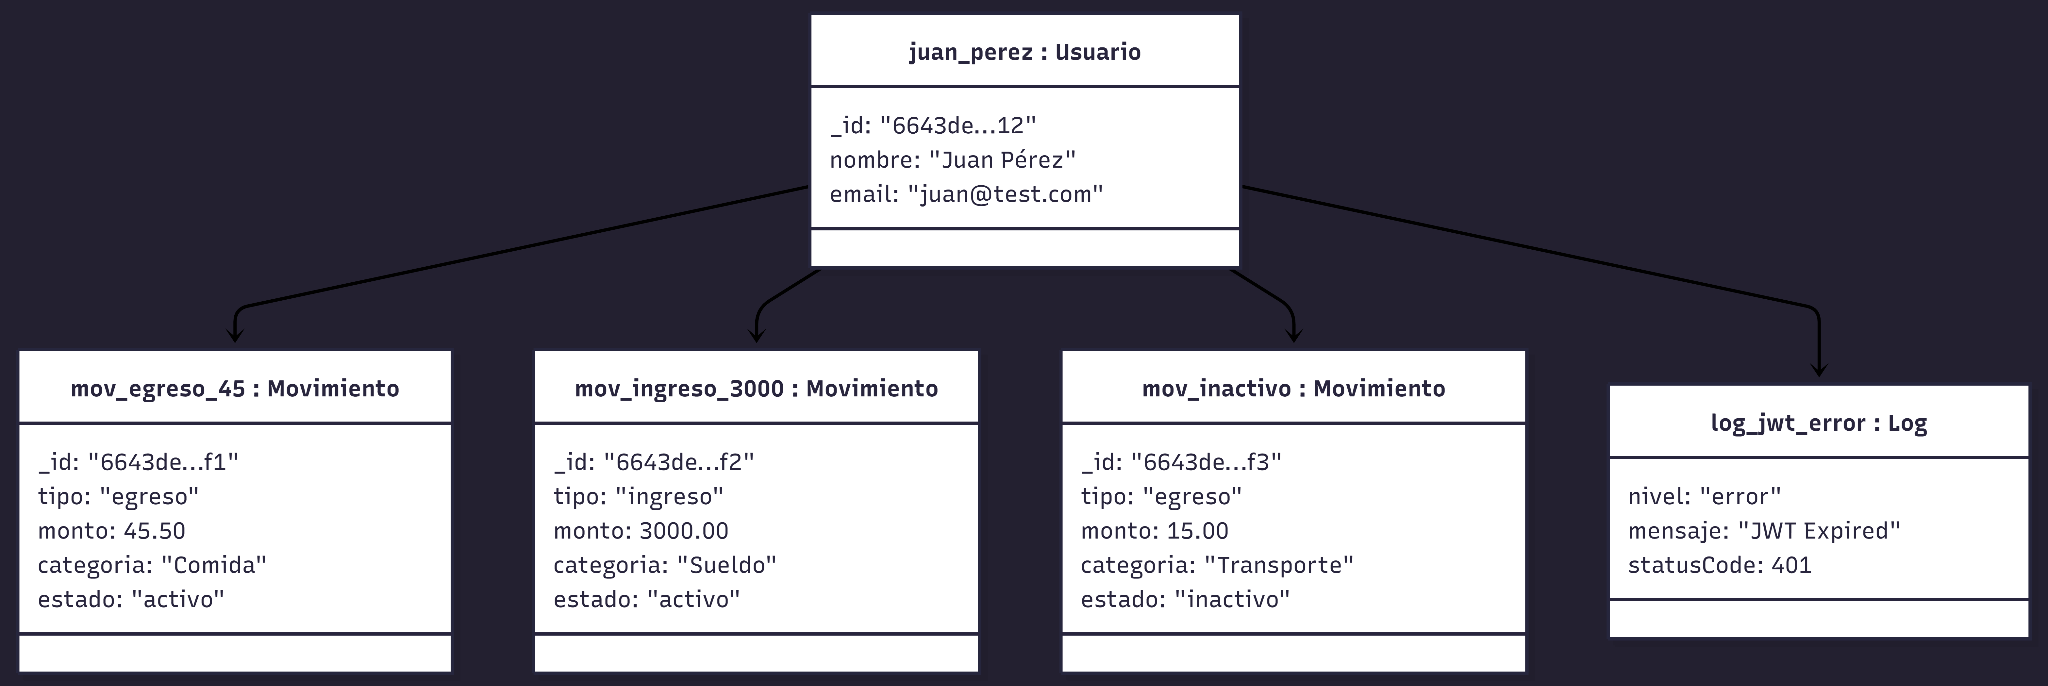 juan_perez : Usuario
_id: "6643de...12"
nombre: "Juan Pérez"
email: "juan@test.com"
mov_egreso_45 : Movimiento
_id: "6643de...f1"
tipo: "egreso"
monto: 45.50
categoria: "Comida"
estado: "activo"
mov_ingreso_3000 : Movimiento
_id: "6643de...f2"
tipo: "ingreso"
monto: 3000.00
categoria: "Sueldo"
estado: "activo"
mov_inactivo : Movimiento
_id: "6643de...f3"
tipo: "egreso"
monto: 15.00
categoria: "Transporte"
estado: "inactivo"
log_jwt_error : Log
nivel: "error"
mensaje: "JWT Expired"
statusCode: 401